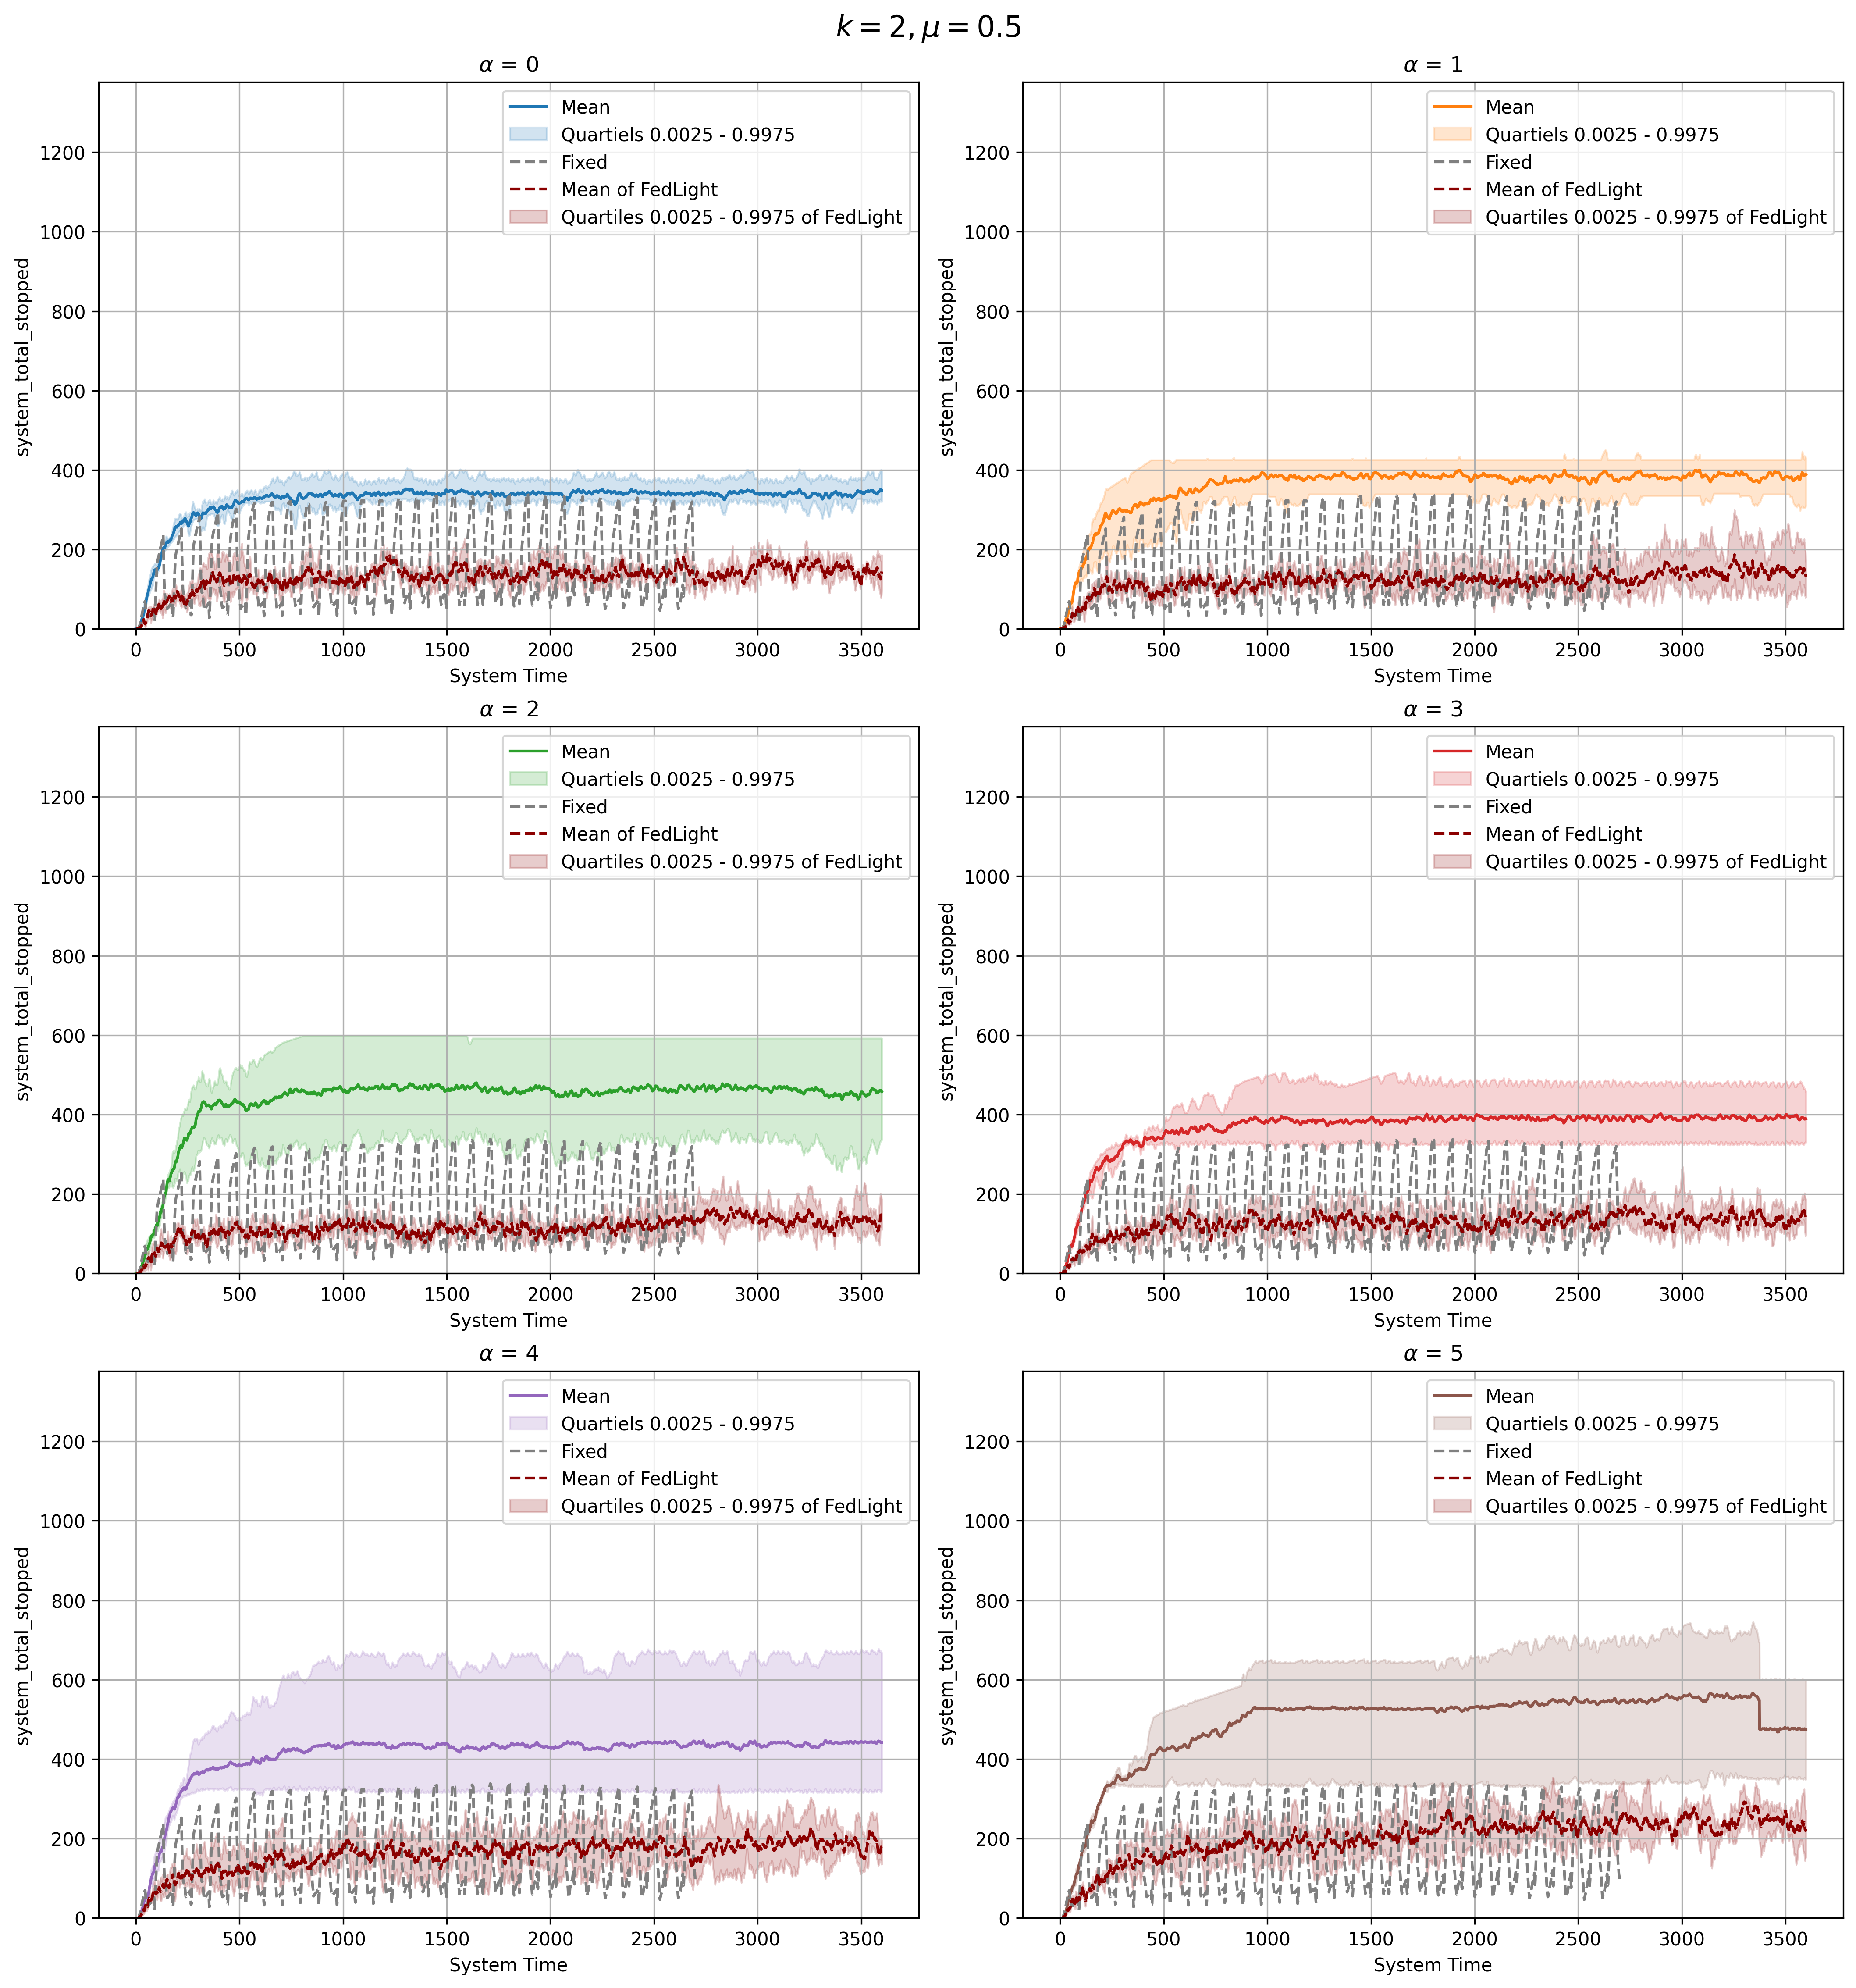 k = 2, μ = 0.5
α = 0
Mean
Quartiels 0.0025 - 0.9975
Fixed
Mean of FedLight
Quartiles 0.0025 - 0.9975 of FedLight
system_total_stopped
1200
1000
800
600
400
200
0
0 500 1000 1500 2000 2500 3000 3500
System Time
α = 1
Mean
Quartiels 0.0025 - 0.9975
Fixed
Mean of FedLight
Quartiles 0.0025 - 0.9975 of FedLight
system_total_stopped
1200
1000
800
600
400
200
0
0 500 1000 1500 2000 2500 3000 3500
System Time
α = 2
Mean
Quartiels 0.0025 - 0.9975
Fixed
Mean of FedLight
Quartiles 0.0025 - 0.9975 of FedLight
system_total_stopped
1200
1000
800
600
400
200
0
0 500 1000 1500 2000 2500 3000 3500
System Time
α = 3
Mean
Quartiels 0.0025 - 0.9975
Fixed
Mean of FedLight
Quartiles 0.0025 - 0.9975 of FedLight
system_total_stopped
1200
1000
800
600
400
200
0
0 500 1000 1500 2000 2500 3000 3500
System Time
α = 4
Mean
Quartiels 0.0025 - 0.9975
Fixed
Mean of FedLight
Quartiles 0.0025 - 0.9975 of FedLight
system_total_stopped
1200
1000
800
600
400
200
0
0 500 1000 1500 2000 2500 3000 3500
System Time
α = 5
Mean
Quartiels 0.0025 - 0.9975
Fixed
Mean of FedLight
Quartiles 0.0025 - 0.9975 of FedLight
system_total_stopped
1200
1000
800
600
400
200
0
0 500 1000 1500 2000 2500 3000 3500
System Time